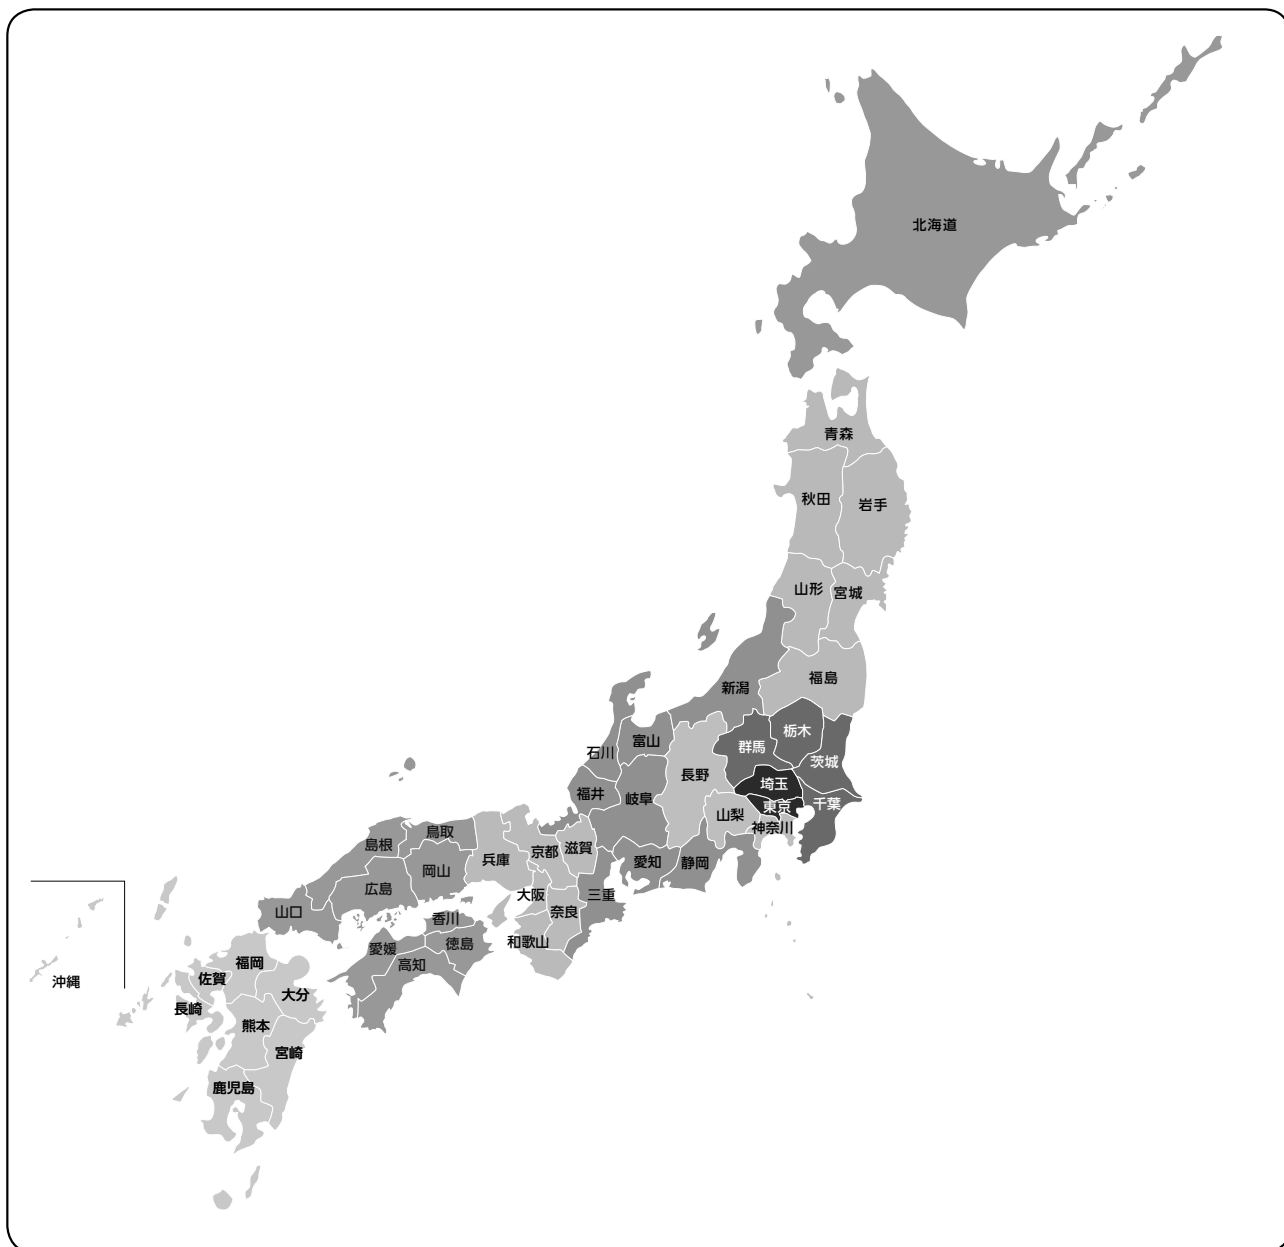 北海道
青森
秋田
岩手
山形
宮城
福島
新潟
栃木
群馬
茨城
石川
富山
長野
埼玉
福井
岐阜
山梨
東京
千葉
神奈川
島根
鳥取
兵庫
京都
滋賀
愛知
静岡
岡山
広島
大阪
三重
山口
香川
奈良
愛媛
徳島
和歌山
高知
福岡
佐賀
沖縄
大分
長崎
熊本
宮崎
鹿児島